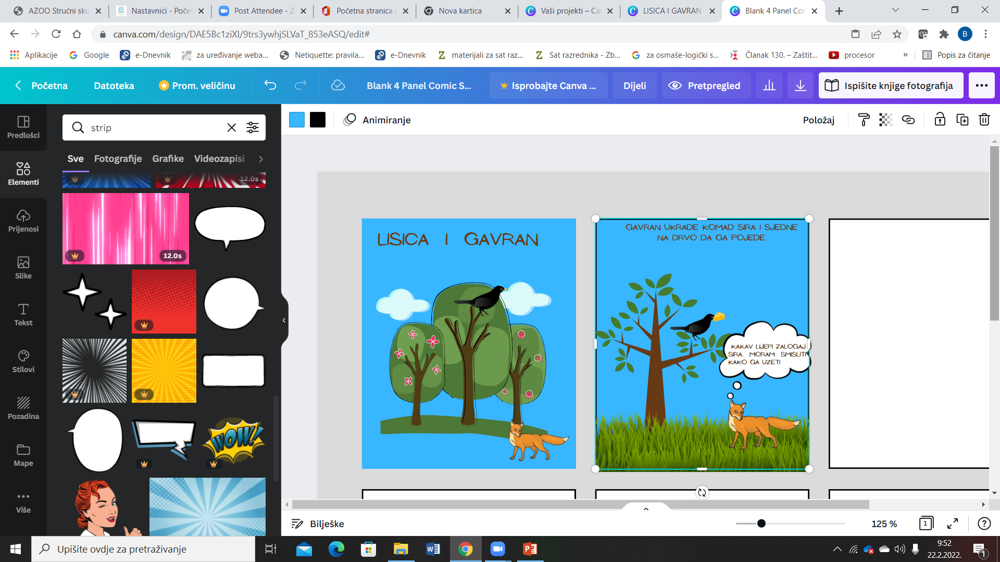 AZOO Stručni sku
Nastavnici - Počet
Post Attendee - Z
Početna stranica s
Nova kartica
Vaši projekti – Ca
LISICA I GAVRAN
Blank 4 Panel Co
canva.com/design/DAE5Bc1ziXI/9trs3ywhjSLVaT_853eASQ/edit#
B
Aplikacije
Google
e-Dnevnik
za uređivanje weba...
Netiquette: pravila...
e-Dnevnik
materijali za sat raz...
Sat razrednika - Zb...
za osmaše-logički s...
Članak 130. – Zaštit...
procesor
»
Popis za čitanje
Početna
Datoteka
Prom. veličinu
Blank 4 Panel Comic S...
Isprobajte Canva ...
Dijeli
Pretpregled
Ispišite knjige fotografija
Predlošci
Elementi
Prijenosi
Slike
Tekst
Stilovi
Pozadina
Mape
Više
strip
Sve
Fotografije
Grafike
Videozapisi
12.0s
12.0s
WOW!
Animiranje
Položaj
LISICA I GAVRAN
GAVRAN UKRADE KOMAD SIRA I SJEDNE
NA DRVO DA GA POJEDE.
KAKAV LIJEPI ZALOGAJ
SIRA. MORAM SMISLITI
KAKO GA UZETI
Bilješke
125 %
1
Upišite ovdje za pretraživanje
9:52
22.2.2022.
1